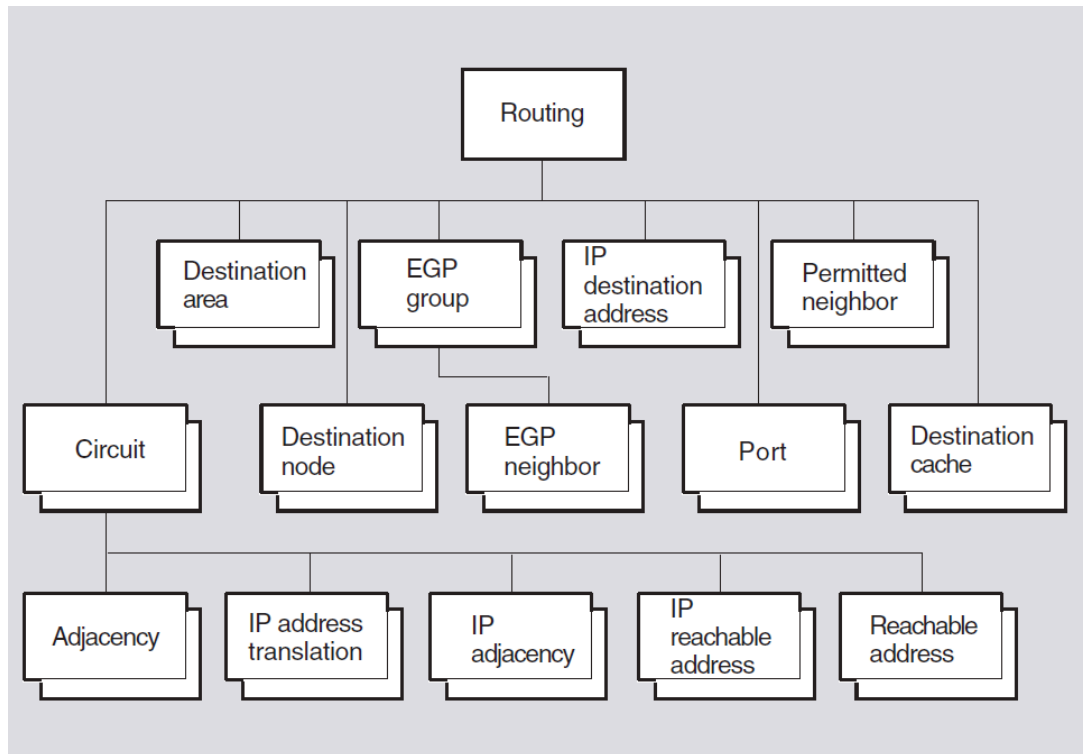 Routing
Destination
area
EGP
group
IP
destination
address
Permitted
neighbor
Circuit
Destination
node
EGP
neighbor
Port
Destination
cache
Adjacency
IP address
translation
IP
adjacency
IP
reachable
address
Reachable
address